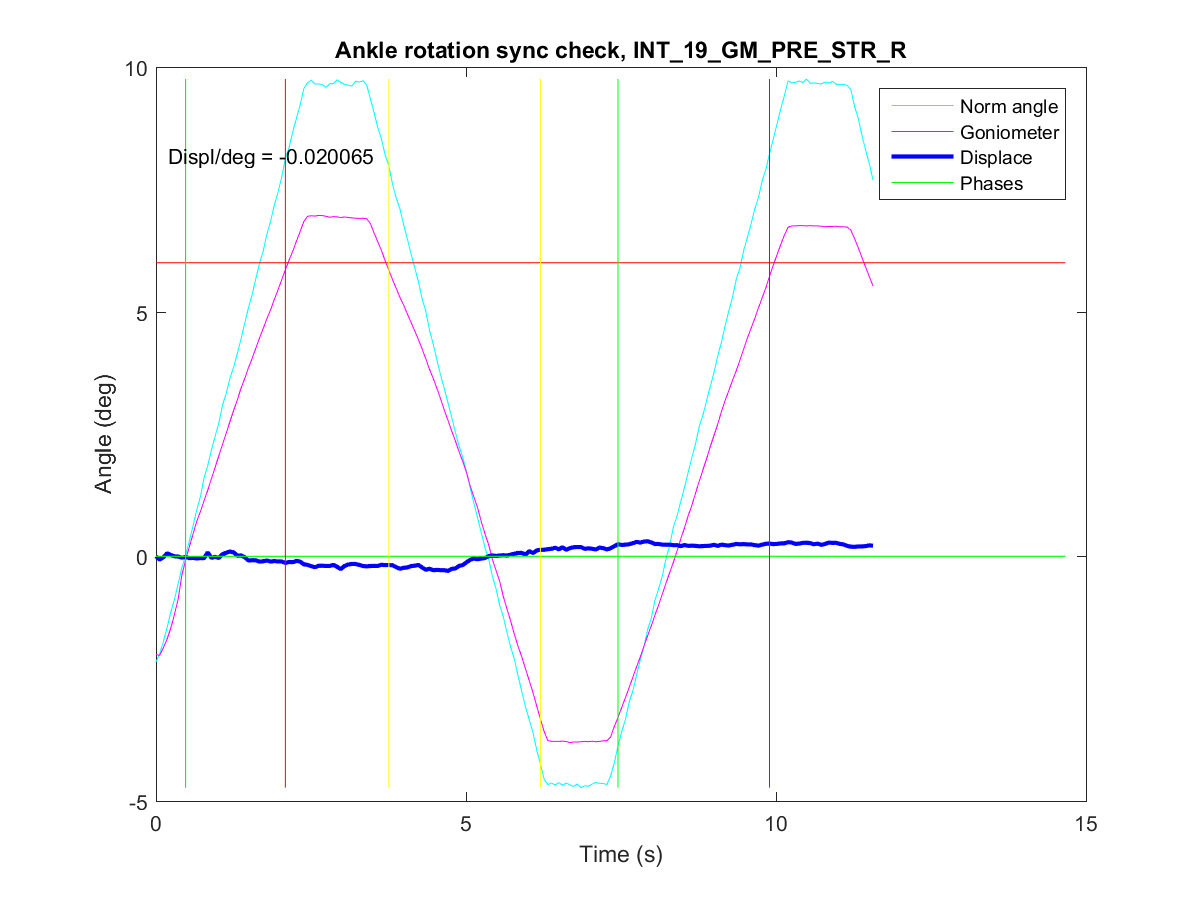 Ankle rotation sync check, INT_19_GM_PRE_STR_R
10
5
0
-5
Angle (deg)
Displ/deg = -0.020065
Norm angle
Goniometer
Displace
Phases
0
5
10
15
Time (s)